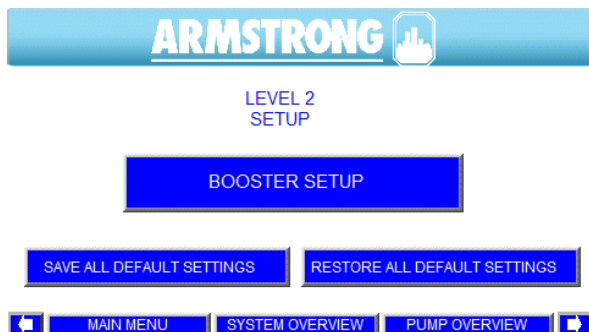 ARMSTRONG
LEVEL 2
SETUP
BOOSTER SETUP
SAVE ALL DEFAULT SETTINGS
RESTORE ALL DEFAULT SETTINGS
MAIN MENU
SYSTEM OVERVIEW
PUMP OVERVIEW